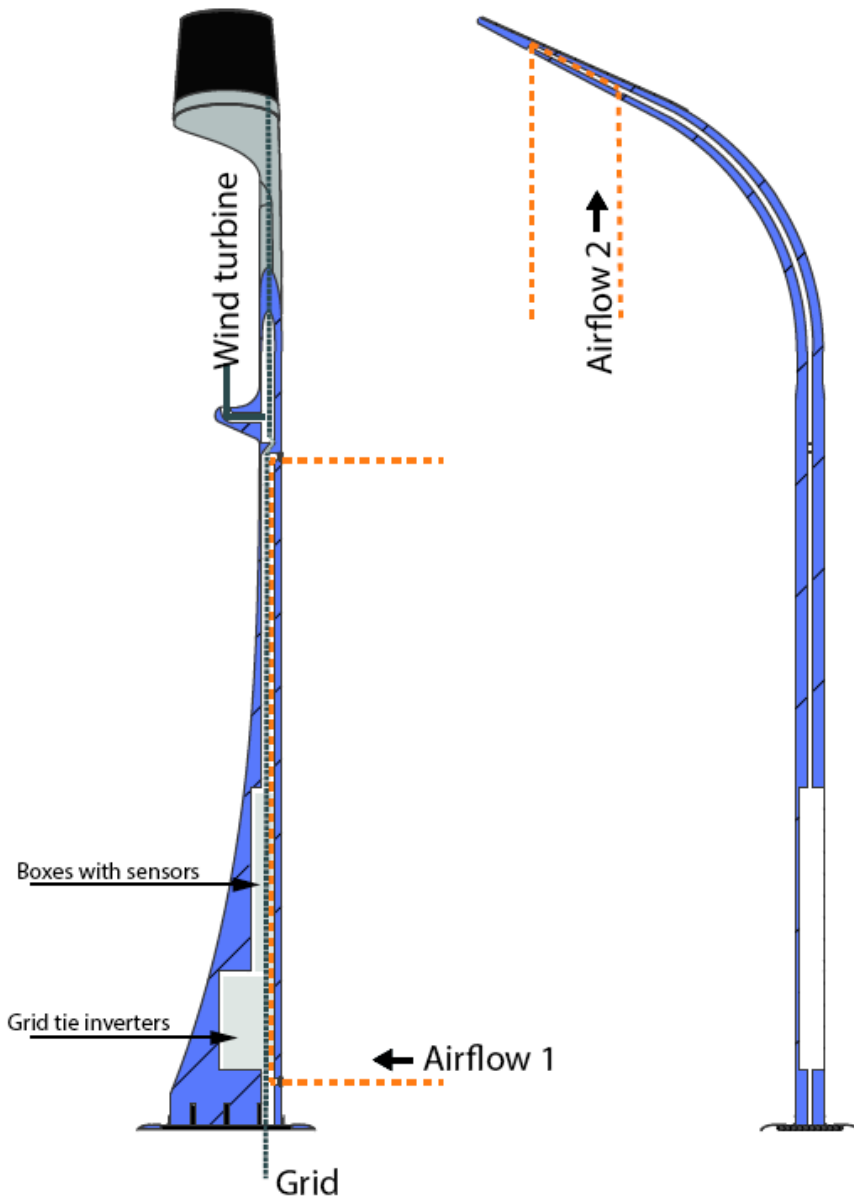 Wind turbine
Airflow 2
Boxes with sensors
Grid tie inverters
Airflow 1
Grid